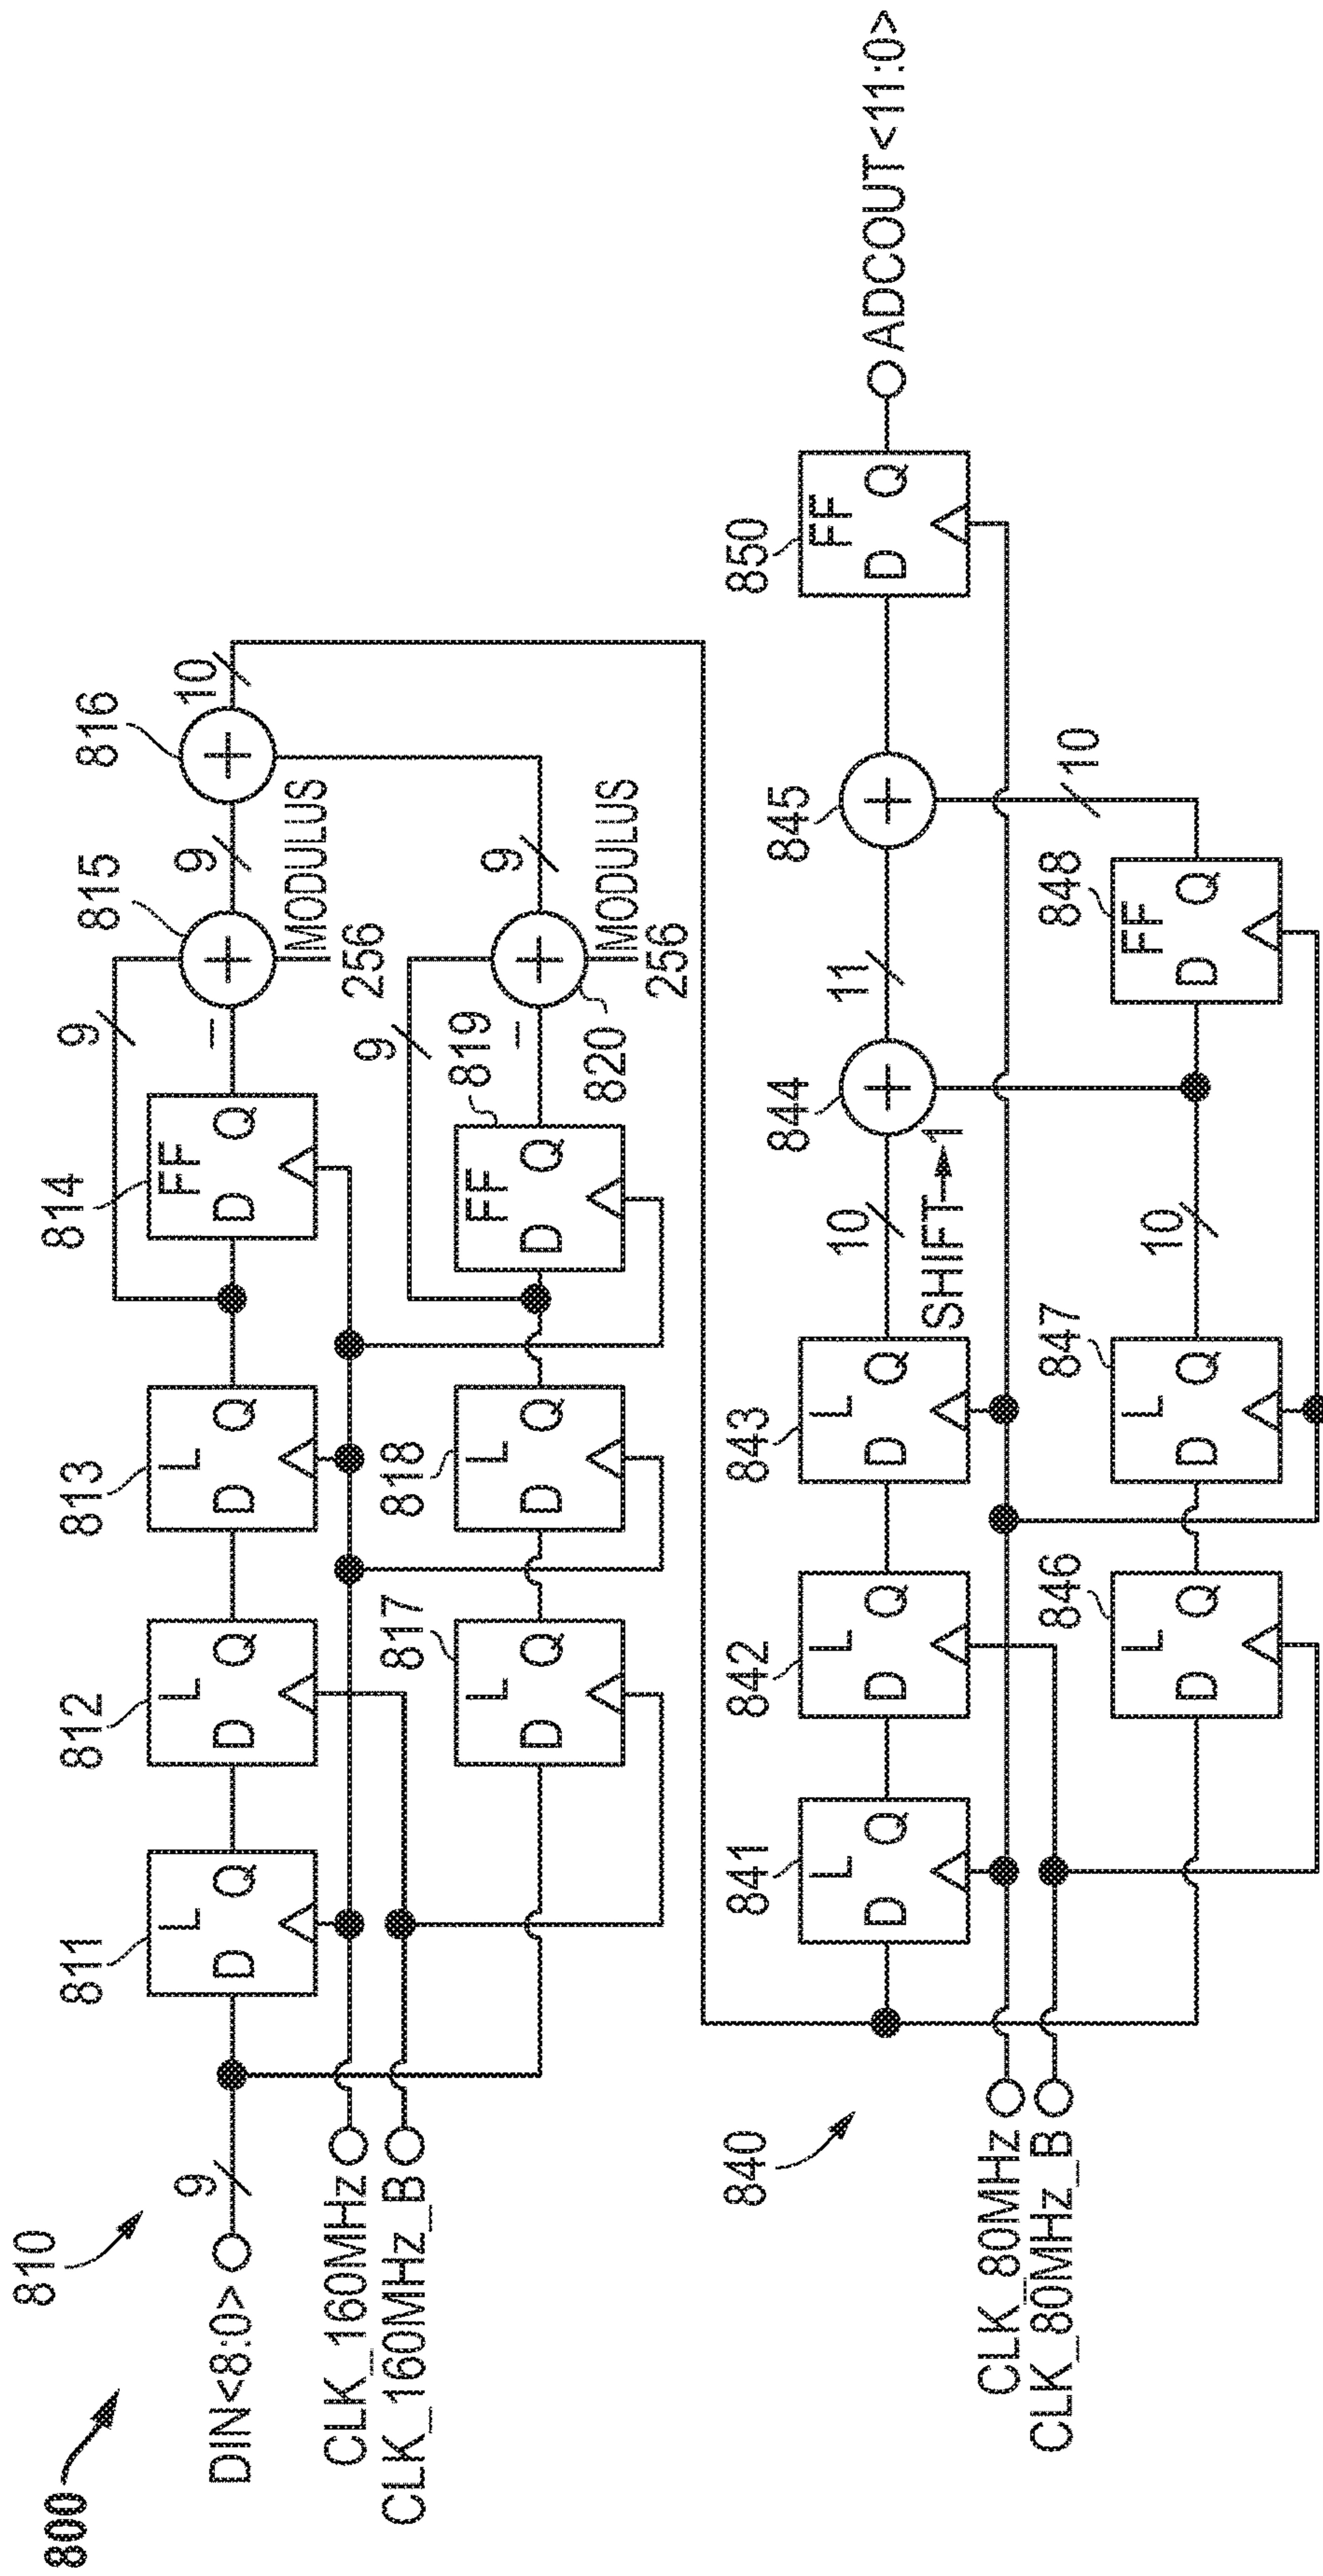 800
810
DIN<8:0>
9
CLK_160MHz
CLK_160MHz_B
811
L
D Q
812
L
D Q
813
L
D Q
814
FF
D Q
9
−
815
+
MODULUS
256
9
816
+
10
817
L
D Q
818
L
D Q
819
FF
D Q
9
−
820
+
MODULUS
256
9
840
CLK_80MHz
CLK_80MHz_B
841
L
D Q
842
L
D Q
843
L
D Q
10
SHIFT→1
844
+
11
845
+
850
FF
D Q
ADCOUT<11:0>
846
L
D Q
847
L
D Q
10
848
FF
D Q
10